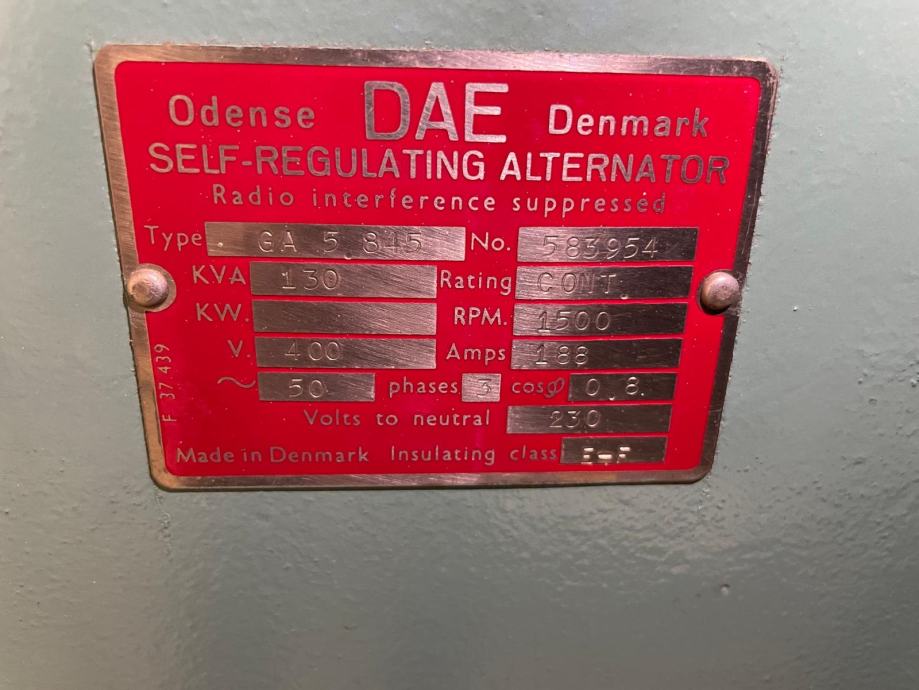 Odense DAE Denmark
SELF-REGULATING ALTERNATOR
Radio interference suppressed
Type GA 5 845 No. 583954
KVA 130 Rating CONT.
KW. RPM. 1500
V. 400 Amps 188
~ 50 phases 3 cosφ 0,8.
Volts to neutral 230
Made in Denmark Insulating class E-F
F 37 439